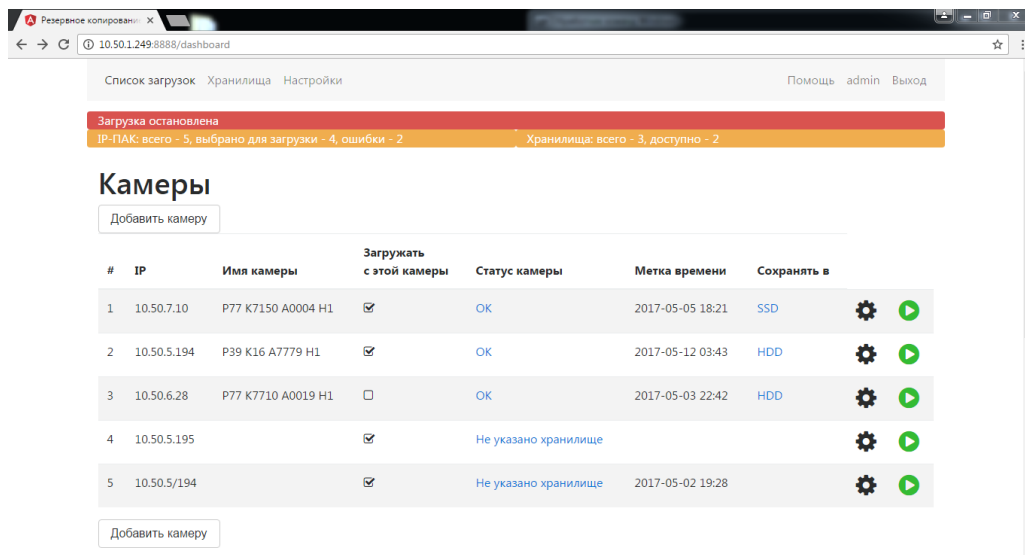 Резервное копировани
10.50.1.249:8888/dashboard
Список загрузок Хранилища Настройки Помощь admin Выход
Загрузка остановлена
IP-ПАК: всего - 5, выбрано для загрузки - 4, ошибки - 2 Хранилища: всего - 3, доступно - 2
Камеры
Добавить камеру
# IP Имя камеры Загружать с этой камеры Статус камеры Метка времени Сохранять в
1 10.50.7.10 P77 K7150 A0004 H1 OK 2017-05-05 18:21 SSD
2 10.50.5.194 P39 K16 A7779 H1 OK 2017-05-12 03:43 HDD
3 10.50.6.28 P77 K7710 A0019 H1 OK 2017-05-03 22:42 HDD
4 10.50.5.195 Не указано хранилище
5 10.50.5/194 Не указано хранилище 2017-05-02 19:28
Добавить камеру